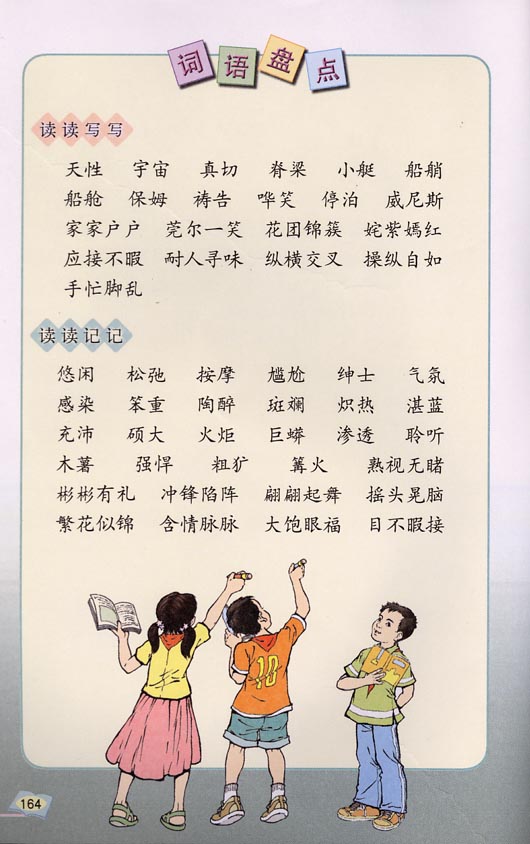 词语盘点
读读写写
天性 宇宙 真切 脊梁 小艇 船艄
船舱 保姆 祷告 哗笑 停泊 威尼斯
家家户户 莞尔一笑 花团锦簇 姹紫嫣红
应接不暇 耐人寻味 纵横交叉 操纵自如
手忙脚乱
读读记记
悠闲 松弛 按摩 尴尬 绅士 气氛
感染 笨重 陶醉 斑斓 炽热 湛蓝
充沛 硕大 火炬 巨蟒 渗透 聆听
木薯 强悍 粗犷 篝火 熟视无睹
彬彬有礼 冲锋陷阵 翩翩起舞 摇头晃脑
繁花似锦 含情脉脉 大饱眼福 目不暇接
10
164